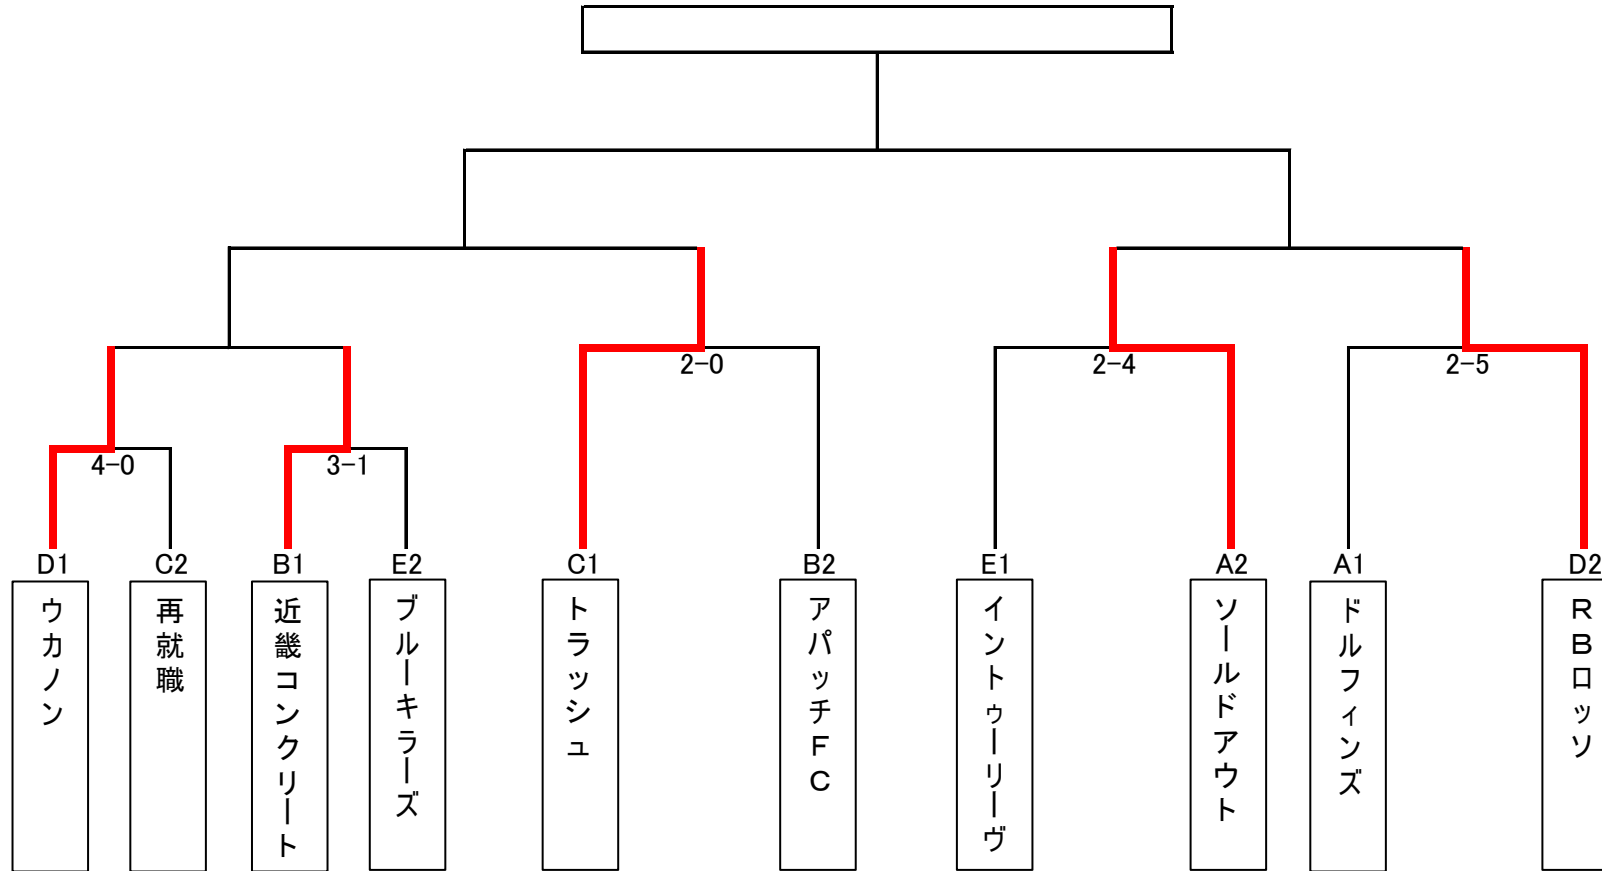 2-0
2-4
2-5
4-0
3-1
D1
C2
B1
E2
C1
B2
E1
A2
A1
D2
ウカノン
再就職
近畿コンクリート
ブルーキラーズ
トラッシュ
アパッチFC
イントゥーリーヴ
ソールドアウト
ドルフィンズ
RBロッソ